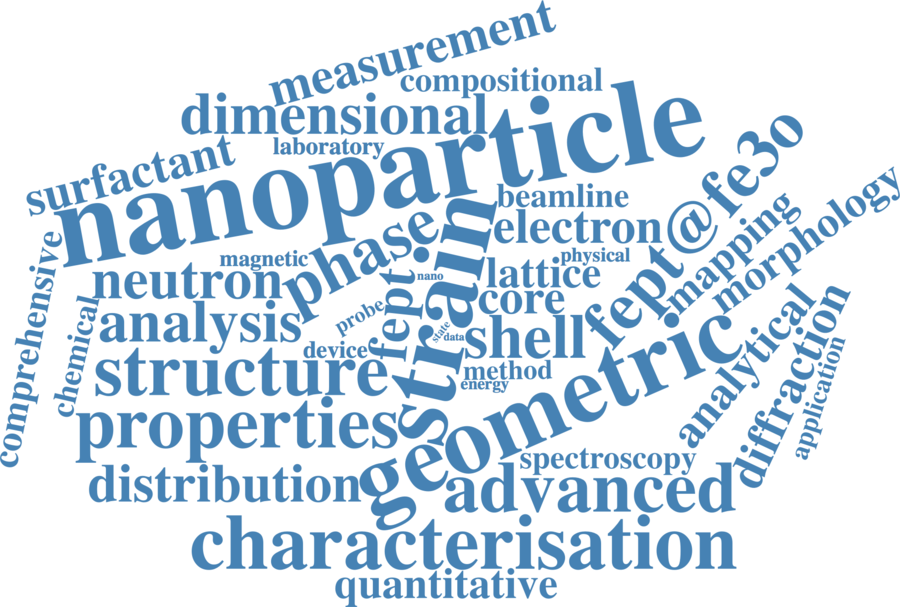 measurement
compositional
dimensional
nanoparticle
laboratory
surfactant
fept@fe3o
beamline
electron
mapping
morphology
comprehensive
magnetic
phase
strain
physical
neutron
nano
lattice
chemical
probe
fept
core
analysis
state
data
shell
geometric
analytical
diffraction
device
structure
method
energy
application
properties
spectroscopy
distribution
advanced
characterisation
quantitative